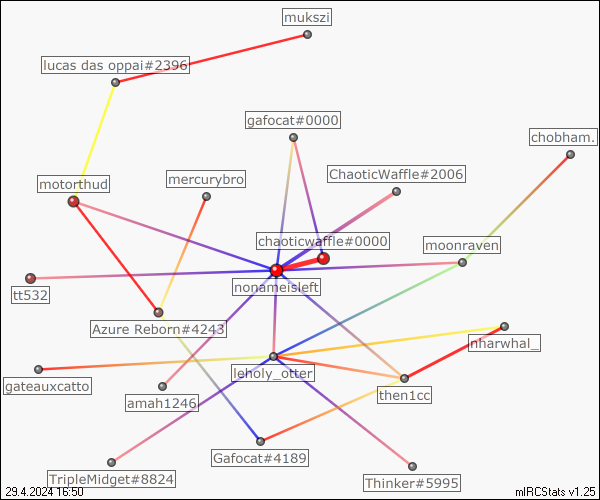 mukszi
lucas das oppai#2396
gafocat#0000
chobham.
ChaoticWaffle#2006
mercurybro
motorthud
chaoticwaffle#0000
moonraven
nonameisleft
tt532
Azure Reborn#4243
nharwhal_
leholy_otter
gateauxcatto
then1cc
amah1246
Gafocat#4189
TripleMidget#8824
Thinker#5995
29.4.2024 16:50
mIRCStats v1.25